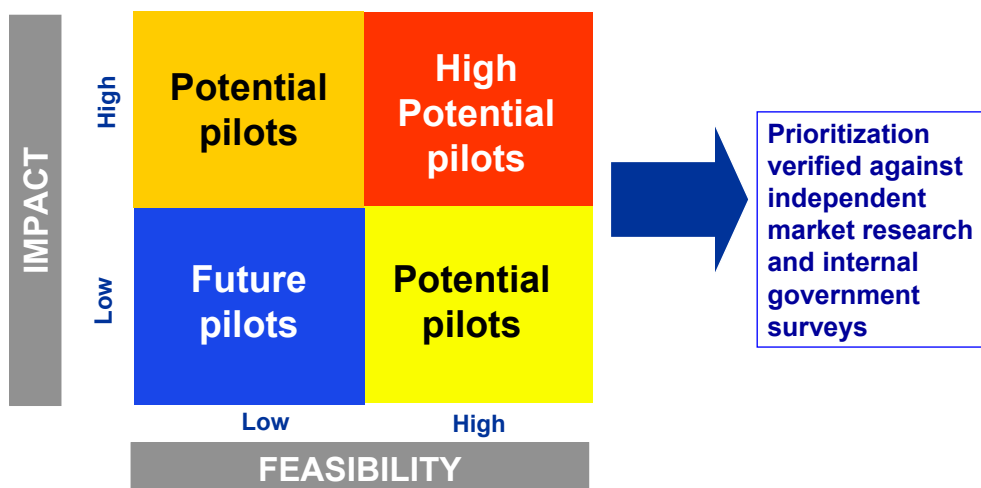 IMPACT
High
Low
Potential
pilots
High
Potential
pilots
Future
pilots
Potential
pilots
Low
High
FEASIBILITY
Prioritization
verified against
independent
market research
and internal
government
surveys